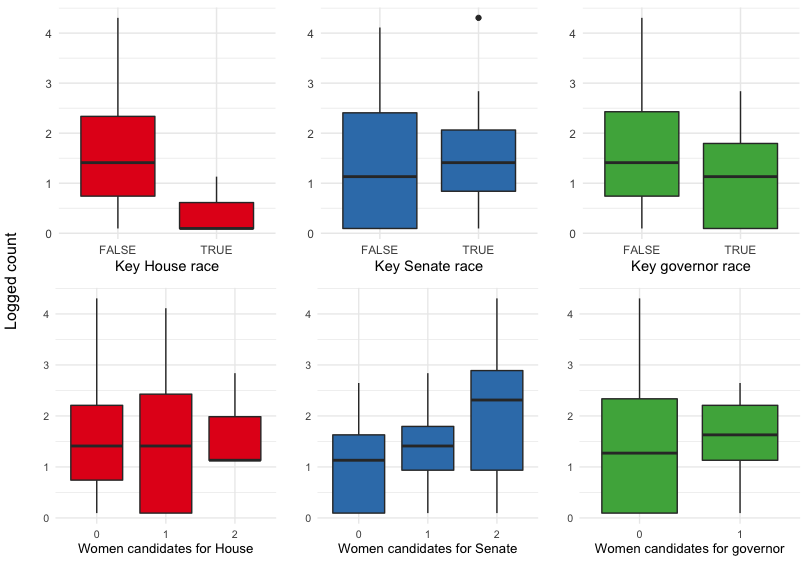 Logged count
4
3
2
1
0
FALSE TRUE
Key House race
4
3
2
1
0
FALSE TRUE
Key Senate race
4
3
2
1
0
FALSE TRUE
Key governor race
4
3
2
1
0
0 1 2
Women candidates for House
4
3
2
1
0
0 1 2
Women candidates for Senate
4
3
2
1
0
0 1
Women candidates for governor